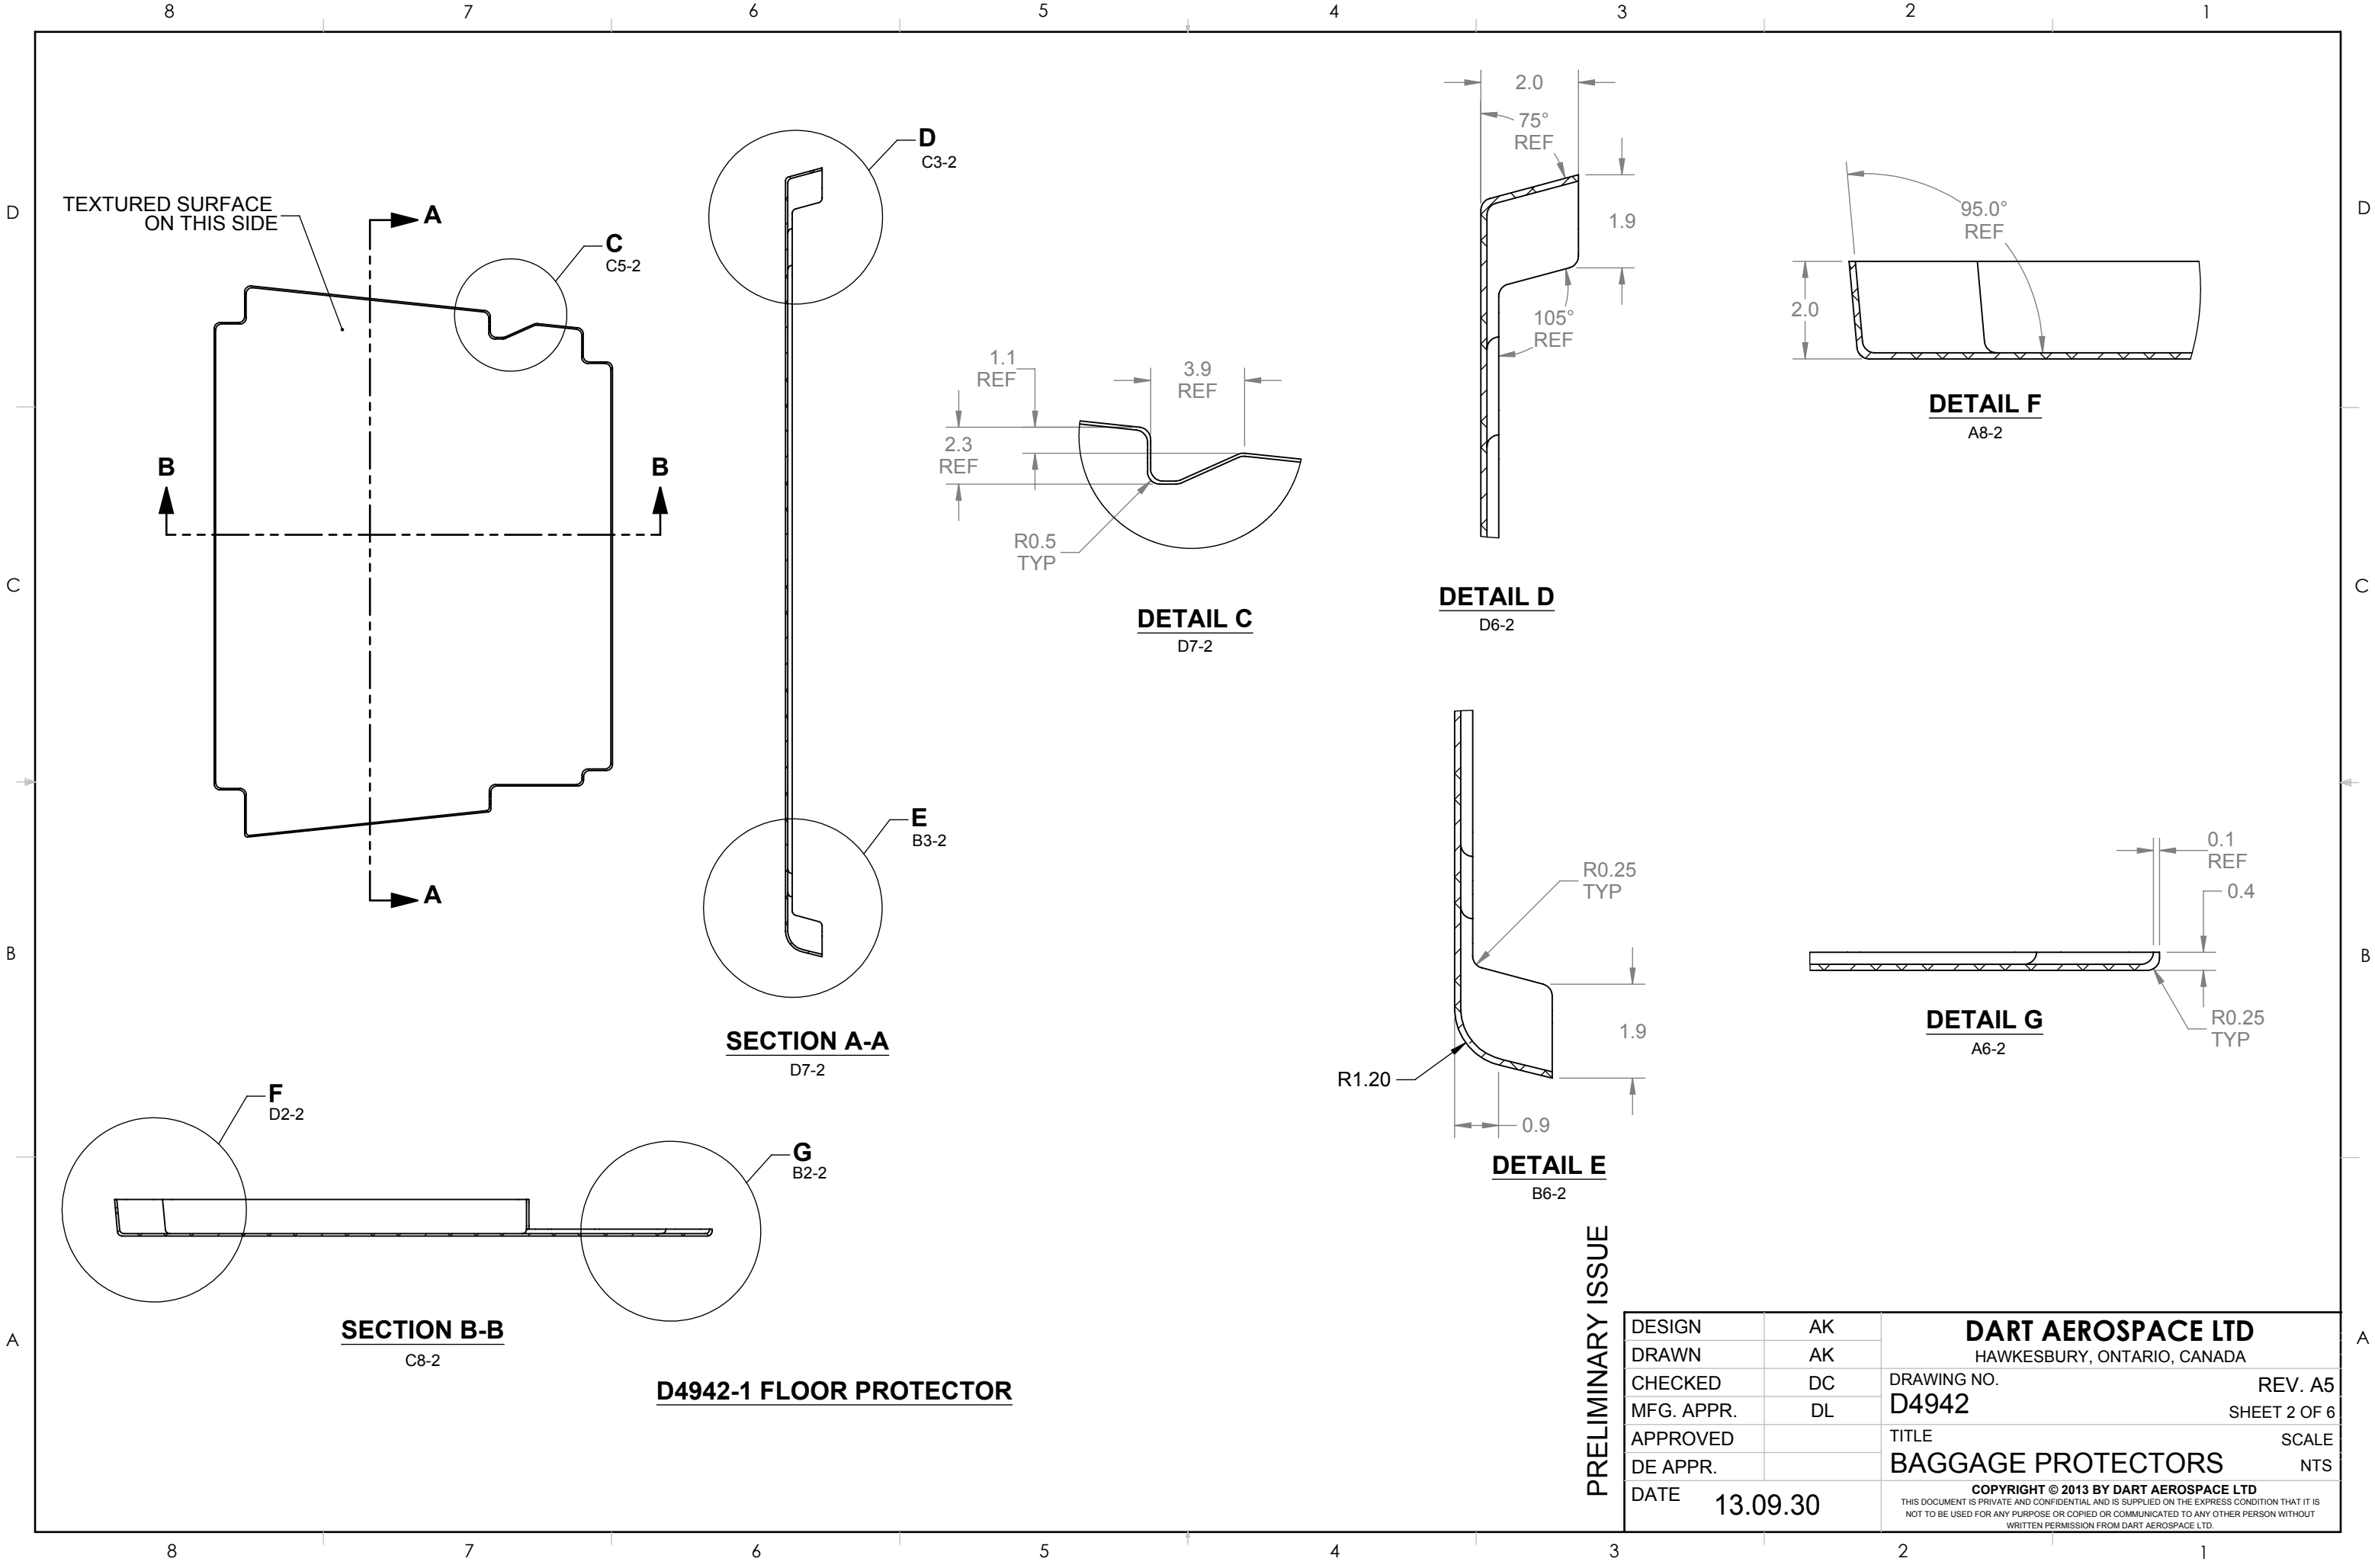 8 7 6 5 4 3 2 1
D
C
B
A
D
C
B
A
TEXTURED SURFACE
ON THIS SIDE
A
A
B
B
C
C5-2
D
C3-2
E
B3-2
SECTION A-A
D7-2
1.1
REF
2.3
REF
3.9
REF
R0.5
TYP
DETAIL C
D7-2
2.0
75°
REF
1.9
105°
REF
DETAIL D
D6-2
95.0°
REF
2.0
DETAIL F
A8-2
R0.25
TYP
1.9
R1.20
0.9
DETAIL E
B6-2
0.1
REF
0.4
R0.25
TYP
DETAIL G
A6-2
F
D2-2
G
B2-2
SECTION B-B
C8-2
D4942-1 FLOOR PROTECTOR
PRELIMINARY ISSUE
DESIGN AK
DRAWN AK
CHECKED DC
MFG. APPR. DL
APPROVED
DE APPR.
DATE 13.09.30
DART AEROSPACE LTD
HAWKESBURY, ONTARIO, CANADA
DRAWING NO.
D4942
REV. A5
SHEET 2 OF 6
TITLE
BAGGAGE PROTECTORS
SCALE
NTS
COPYRIGHT © 2013 BY DART AEROSPACE LTD
THIS DOCUMENT IS PRIVATE AND CONFIDENTIAL AND IS SUPPLIED ON THE EXPRESS CONDITION THAT IT IS
NOT TO BE USED FOR ANY PURPOSE OR COPIED OR COMMUNICATED TO ANY OTHER PERSON WITHOUT
WRITTEN PERMISSION FROM DART AEROSPACE LTD.
8 7 6 5 4 3 2 1